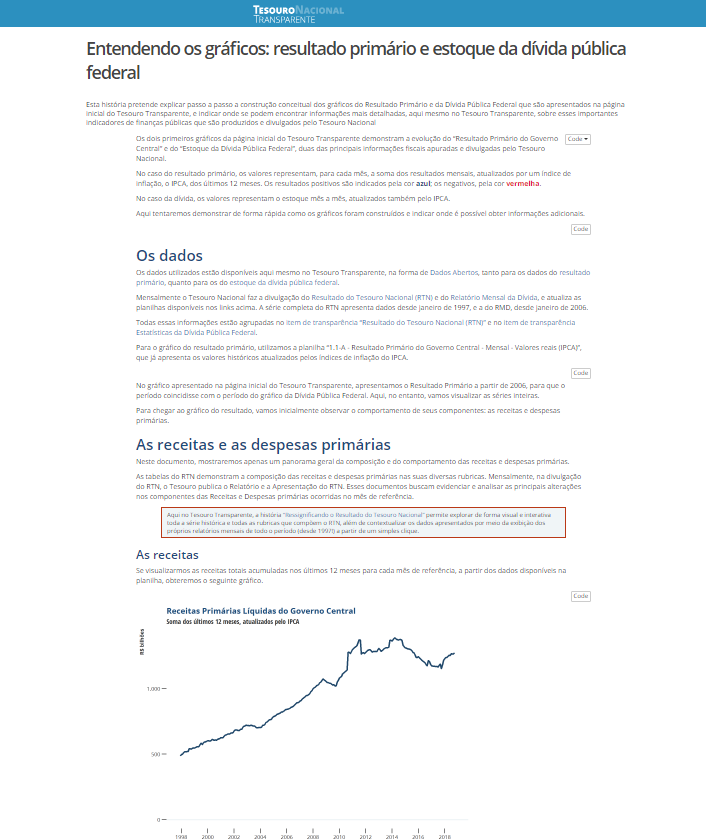 TESOURONACIONAL
TRANSPARENTE
Entendendo os gráficos: resultado primário e estoque da dívida pública
federal
Esta história pretende explicar passo a passo a construção conceitual dos gráficos do Resultado Primário e da Dívida Pública Federal que são apresentados na página
inicial do Tesouro Transparente, e indicar onde se podem encontrar informações mais detalhadas, aqui mesmo no Tesouro Transparente, sobre esses importantes
indicadores de finanças públicas que são produzidos e divulgados pelo Tesouro Nacional
Os dois primeiros gráficos da página inicial do Tesouro Transparente demonstram a evolução do "Resultado Primário do Governo
Central" e do "Estoque da Dívida Pública Federal", duas das principais informações fiscais apuradas e divulgadas pelo Tesouro
Nacional.
Code
No caso do resultado primário, os valores representam, para cada mês, a soma dos resultados mensais, atualizados por um índice de
inflação, o IPCA, dos últimos 12 meses. Os resultados positivos são indicados pela cor azul; os negativos, pela cor vermelha.
No caso da dívida, os valores representam o estoque mês a mês, atualizados também pelo IPCA.
Aqui tentaremos demonstrar de forma rápida como os gráficos foram construídos e indicar onde é possível obter informações adicionais.
Code
Os dados
Os dados utilizados estão disponíveis aqui mesmo no Tesouro Transparente, na forma de Dados Abertos, tanto para os dados do resultado
primário, quanto para os do estoque da dívida pública federal.
Mensalmente o Tesouro Nacional faz a divulgação do Resultado do Tesouro Nacional (RTN) e do Relatório Mensal da Dívida, e atualiza as
planilhas disponíveis nos links acima. A série completa do RTN apresenta dados desde janeiro de 1997, e a do RMD, desde janeiro de 2006.
Todas essas informações estão agrupadas no item de transparência "Resultado do Tesouro Nacional (RTN)" e no item de transparência
Estatísticas da Dívida Pública Federal.
Para o gráfico do resultado primário, utilizamos a planilha "1.1-A - Resultado Primário do Governo Central - Mensal - Valores reais (IPCA)",
que já apresenta os valores históricos atualizados pelos índices de inflação do IPCA.
Code
No gráfico apresentado na página inicial do Tesouro Transparente, apresentamos o Resultado Primário a partir de 2006, para que o
período coincidisse com o período do gráfico da Dívida Pública Federal. Aqui, no entanto, vamos visualizar as séries inteiras.
Para chegar ao gráfico do resultado, vamos inicialmente observar o comportamento de seus componentes: as receitas e despesas
primárias.
As receitas e as despesas primárias
Neste documento, mostraremos apenas um panorama geral da composição e do comportamento das receitas e despesas primárias.
As tabelas do RTN demonstram a composição das receitas e despesas primárias nas suas diversas rubricas. Mensalmente, na divulgação
do RTN, o Tesouro publica o Relatório e a Apresentação do RTN. Esses documentos buscam evidenciar e analisar as principais alterações
nos componentes das Receitas e Despesas primárias ocorridas no mês de referência.
Aqui no Tesouro Transparente, a história "Ressignificando o Resultado do Tesouro Nacional" permite explorar de forma visual e interativa
toda a série histórica e todas as rubricas que compõem o RTN, além de contextualizar os dados apresentados por meio da exibição dos
próprios relatórios mensais de todo o período (desde 1997!) a partir de um simples clique.
As receitas
Se visualizarmos as receitas totais acumuladas nos últimos 12 meses para cada mês de referência, a partir dos dados disponíveis na
planilha, obteremos o seguinte gráfico.
Code
Receitas Primárias Líquidas do Governo Central
Soma dos últimos 12 meses, atualizados pelo IPCA
R$ bilhões
1,000
500
0
1998 2000 2002 2004 2006 2008 2010 2012 2014 2016 2018